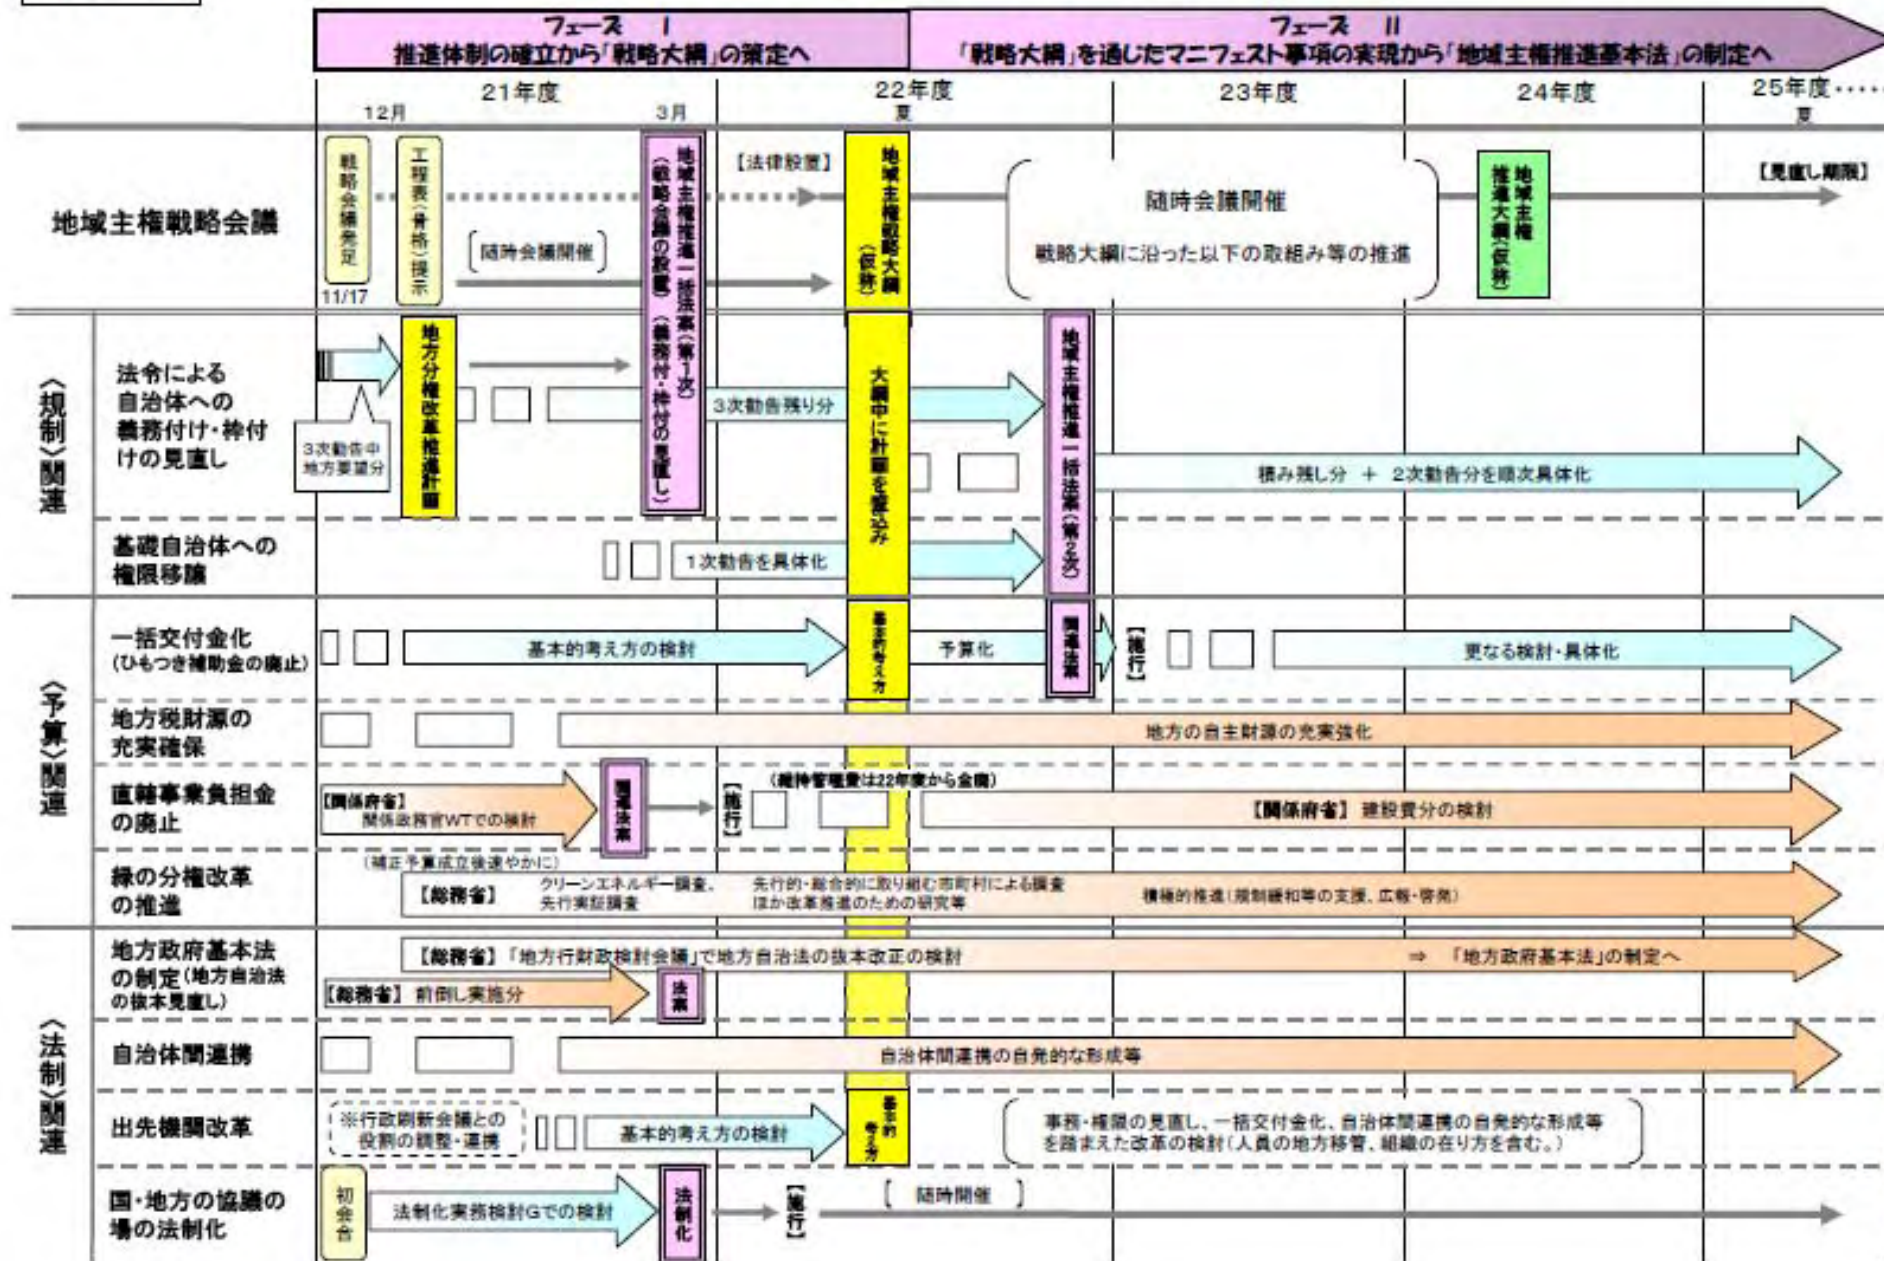 フェーズ Ⅰ
推進体制の確立から「戦略大綱」の策定へ
フェーズ Ⅱ
「戦略大綱」を通じたマニフェスト事項の実現から「地域主権推進基本法」の制定へ
21年度
22年度
23年度
24年度
25年度・・・・・
12月
3月
夏
夏
地域主権戦略会議
戦略会議発足
11/17
工程表(骨格)提示
随時会議開催
地域主権推進一括法案(第1次)
(戦略会議の設置)(義務付・枠付の見直し)
【法律設置】
地域主権戦略大綱
(仮称)
随時会議開催
戦略大綱に沿った以下の取組み等の推進
地域主権
推進大綱(仮称)
【見直し期限】
〈規制〉関連
法令による
自治体への
義務付け・枠付
けの見直し
3次勧告中
地方要望分
地方分権改革推進計画
3次勧告残り分
大綱中に計画を盛込み
地域主権推進一括法案(第2次)
積み残し分 + 2次勧告分を順次具体化
基礎自治体への
権限移譲
1次勧告を具体化
〈予算〉関連
一括交付金化
(ひもつき補助金の廃止)
基本的考え方の検討
基本的考え方
予算化
関連法案
【施行】
更なる検討・具体化
地方税財源の
充実確保
地方の自主財源の充実強化
直轄事業負担金
の廃止
【関係府省】
関係政務官WTでの検討
関連法案
【施行】
(維持管理費は22年度から全廃)
【関係府省】建設費分の検討
緑の分権改革
の推進
(補正予算成立後速やかに)
【総務省】
クリーンエネルギー調査、
先行実証調査
先行的・総合的に取り組む市町村による調査
ほか改革推進のための研究等
積極的推進(規制緩和等の支援、広報・啓発)
〈法制〉関連
地方政府基本法
の制定(地方自治法
の抜本見直し)
【総務省】「地方行財政検討会議」で地方自治法の抜本改正の検討
⇒ 「地方政府基本法」の制定へ
【総務省】前倒し実施分
法案
自治体間連携
自治体間連携の自発的な形成等
出先機関改革
※行政刷新会議との
役割の調整・連携
基本的考え方の検討
基本的
考え方
事務・権限の見直し、一括交付金化、自治体間連携の自発的な形成等
を踏まえた改革の検討(人員の地方移管、組織の在り方を含む。)
国・地方の協議の
場の法制化
初会合
法制化実務検討Gでの検討
法制化
【施行】
[ 随時開催 ]